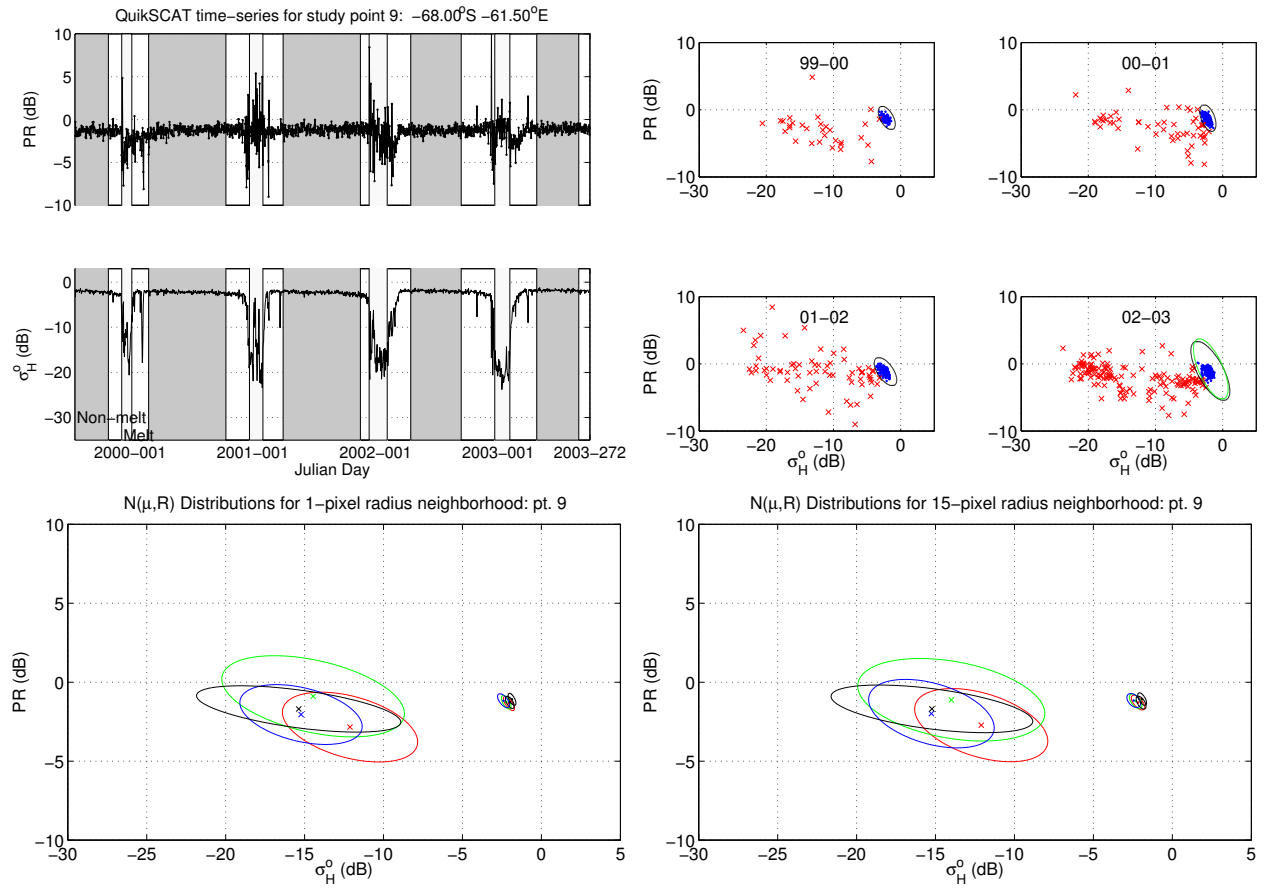 QuikSCAT time−series for study point 9: −68.00°S −61.50°E
10
5
0
−5
−10
PR (dB)
0
−10
−20
−30
σ_H^o (dB)
Non−melt
Melt
2000−001 2001−001 2002−001 2003−001 2003−272
Julian Day
99−00
10
0
−10
PR (dB)
−30 −20 −10 0
00−01
10
0
−10
−30 −20 −10 0
01−02
10
0
−10
PR (dB)
−30 −20 −10 0
σ_H^o (dB)
02−03
10
0
−10
−30 −20 −10 0
σ_H^o (dB)
N(μ,R) Distributions for 1−pixel radius neighborhood: pt. 9
10
5
0
−5
−10
PR (dB)
−30 −25 −20 −15 −10 −5 0 5
σ_H^o (dB)
N(μ,R) Distributions for 15−pixel radius neighborhood: pt. 9
10
5
0
−5
−10
PR (dB)
−30 −25 −20 −15 −10 −5 0 5
σ_H^o (dB)